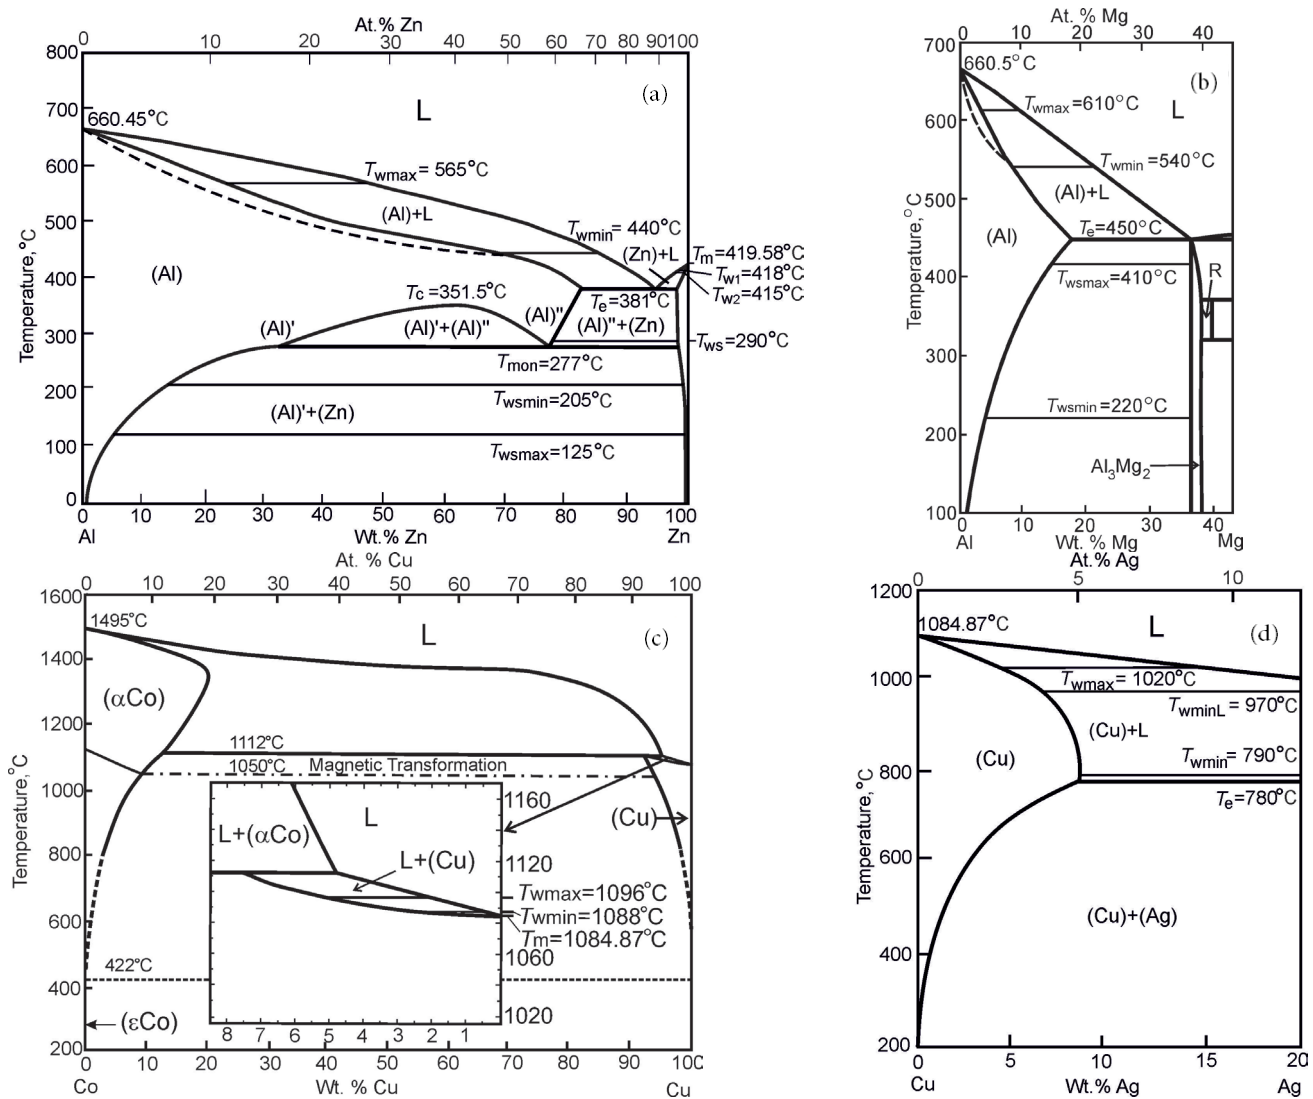 At.% Zn
0 10 20 30 40 50 60 70 80 90 100
800
(a)
700
660.45°C
L
Twmax = 565°C
600
(Al)+L
500
Twmin = 440°C
(Zn)+L
Tm=419.58°C
Tw1=418°C
Tw2=415°C
400
(Al)
Tc=351.5°C
Te=381°C
(Al)'
(Al)'+(Al)"
(Al)"
(Al)"+(Zn)
300
Tws=290°C
Tmon=277°C
200
Twsmin=205°C
(Al)'+(Zn)
100
Twsmax=125°C
0
Temperature,°C
0 10 20 30 40 50 60 70 80 90 100
Al Wt.% Zn Zn
At. % Mg
0 10 20 30 40
700
660.5°C
(b)
Twmax=610°C
L
600
Twmin =540°C
(Al)+L
500
(Al)
Te=450°C
Twsmax=410°C
R
400
300
Twsmin=220°C
200
Al3Mg2
100
Temperature,°C
0 10 20 30 40
Al Wt.% Mg Mg
At. % Cu
0 10 20 30 40 50 60 70 80 90 100
1600
1495°C
L
(c)
1400
(αCo)
1200
1112°C
1050°C Magnetic Transformation
1000
1160
L
(Cu)
L+(αCo)
L+(Cu)
1120
800
Twmax=1096°C
Twmin=1088°C
Tm=1084.87°C
600
1060
422°C
400
(εCo)
1020
8 7 6 5 4 3 2 1
200
Temperature,°C
0 10 20 30 40 50 60 70 80 90 100
Co Wt. % Cu Cu
At.% Ag
0 5 10
1200
1084.87°C
L
(d)
Twmax= 1020°C
1000
TwminL= 970°C
(Cu)+L
(Cu)
Twmin=790°C
800
Te=780°C
600
(Cu)+(Ag)
400
200
Temperature,°C
0 5 10 15 20
Cu Wt.% Ag Ag